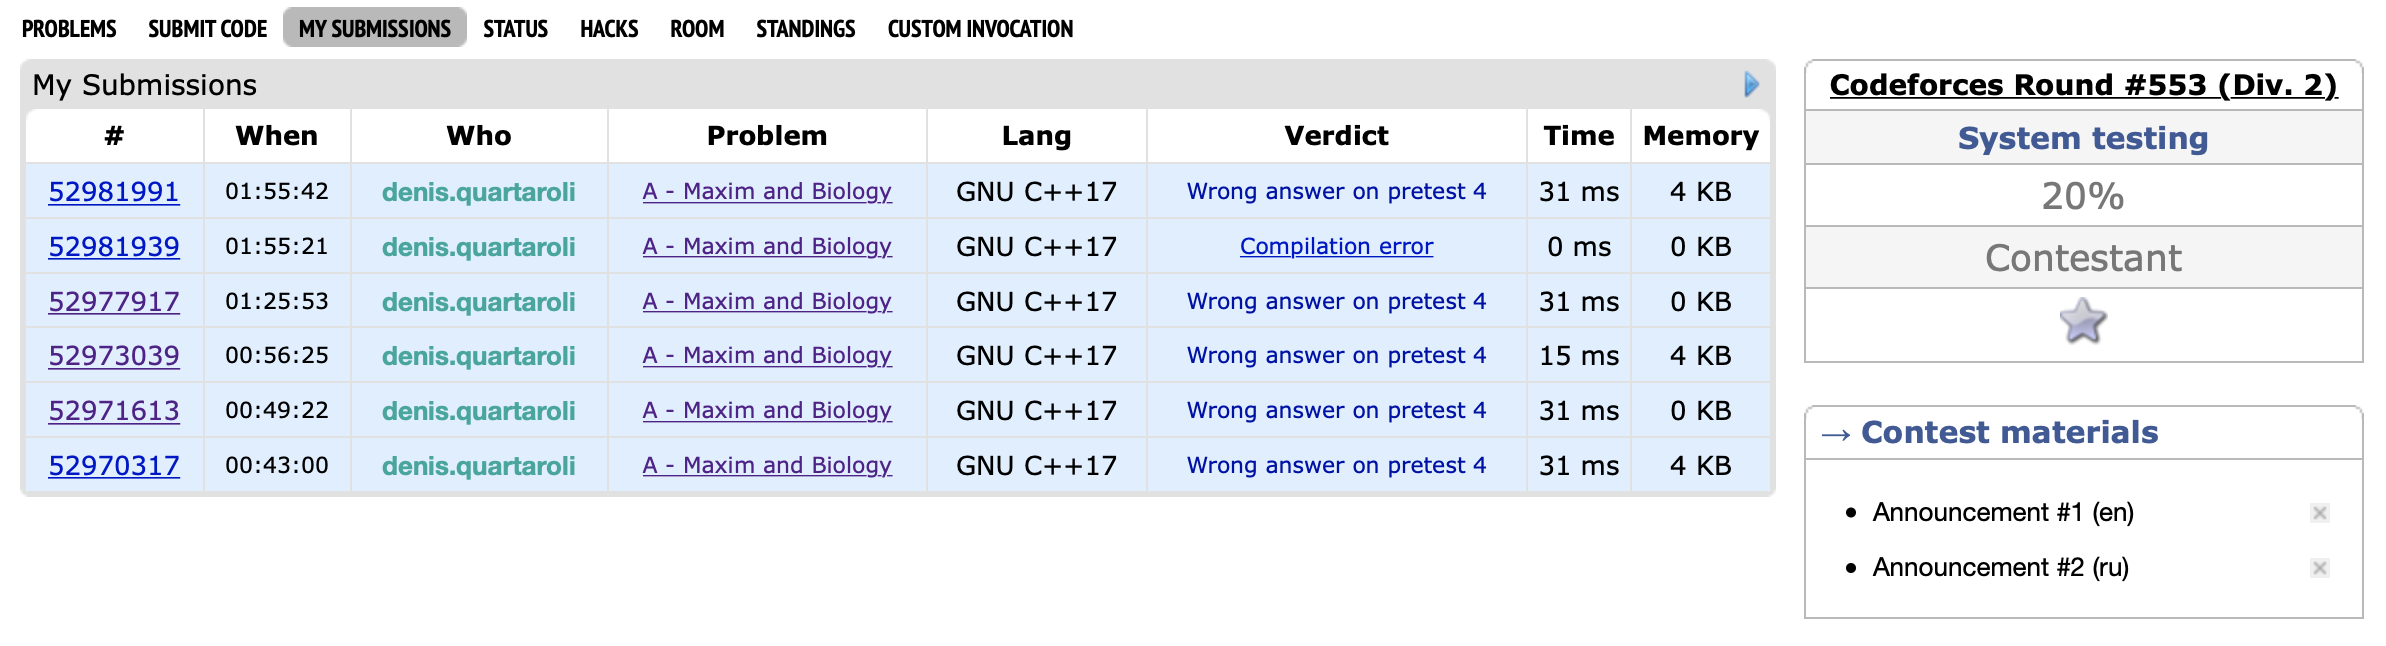 PROBLEMS SUBMIT CODE MY SUBMISSIONS STATUS HACKS ROOM STANDINGS CUSTOM INVOCATION
My Submissions
# When Who Problem Lang Verdict Time Memory
52981991 01:55:42 denis.quartaroli A - Maxim and Biology GNU C++17 Wrong answer on pretest 4 31 ms 4 KB
52981939 01:55:21 denis.quartaroli A - Maxim and Biology GNU C++17 Compilation error 0 ms 0 KB
52977917 01:25:53 denis.quartaroli A - Maxim and Biology GNU C++17 Wrong answer on pretest 4 31 ms 0 KB
52973039 00:56:25 denis.quartaroli A - Maxim and Biology GNU C++17 Wrong answer on pretest 4 15 ms 4 KB
52971613 00:49:22 denis.quartaroli A - Maxim and Biology GNU C++17 Wrong answer on pretest 4 31 ms 0 KB
52970317 00:43:00 denis.quartaroli A - Maxim and Biology GNU C++17 Wrong answer on pretest 4 31 ms 4 KB
Codeforces Round #553 (Div. 2)
System testing
20%
Contestant
→ Contest materials
• Announcement #1 (en)
• Announcement #2 (ru)